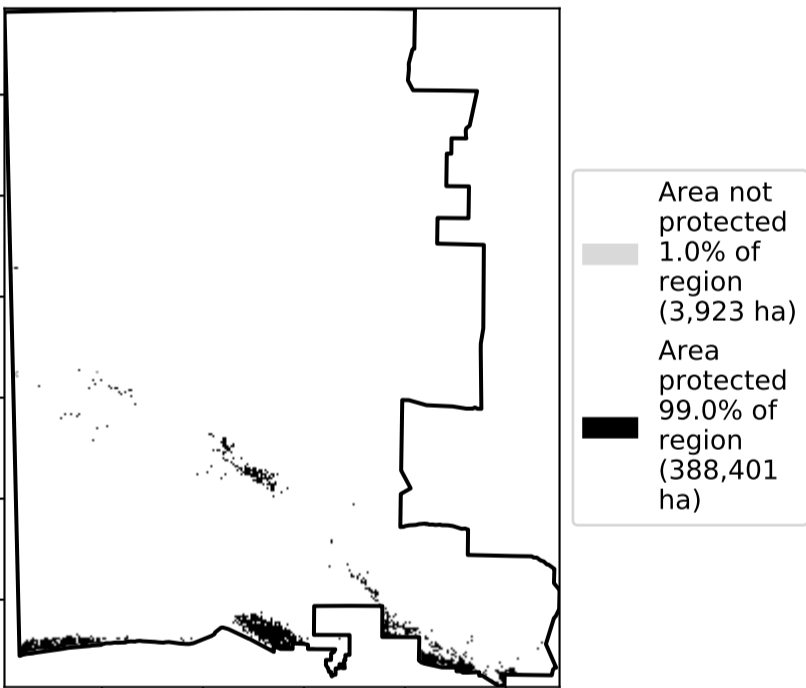 Area not
protected
1.0% of
region
(3,923 ha)
Area
protected
99.0% of
region
(388,401
ha)